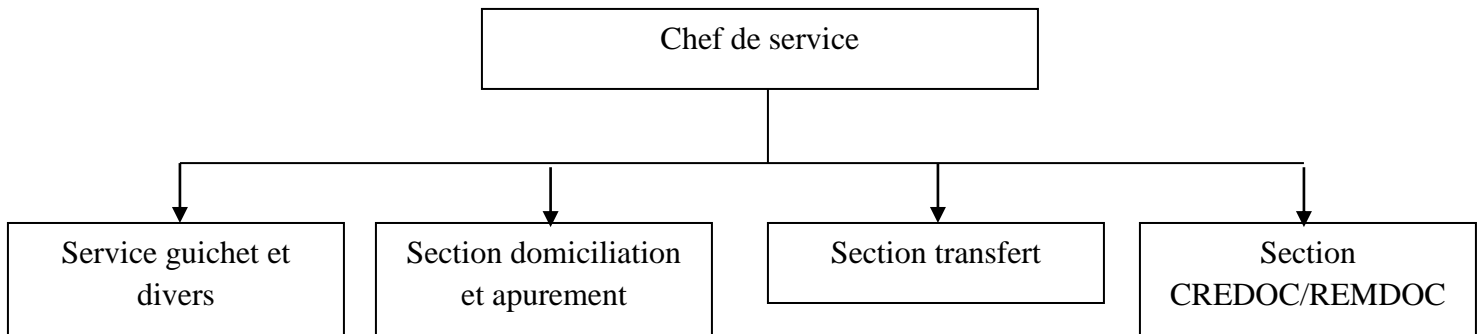 Chef de service
Service guichet et
divers
Section domiciliation
et apurement
Section transfert
Section
CREDOC/REMDOC